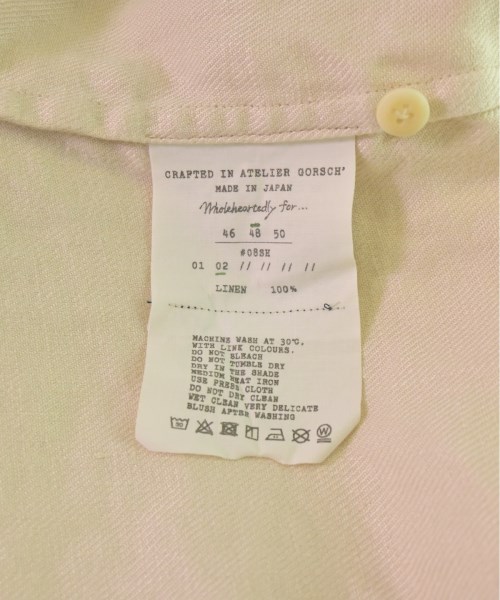 CRAFTED IN ATELIER GORSCH'
MADE IN JAPAN
Wholeheartedly for...
46 48 50
#08SH
01 02 // // // //
LINEN 100%
MACHINE WASH AT 30°C,
WITH LINK COLOURS.
DO NOT BLEACH
DO NOT TUMBLE DRY
DRY IN THE SHADE
MEDIUM HEAT IRON
USE PRESS CLOTH
DO NOT DRY CLEAN
WET CLEAN VERY DELICATE
BLUSH AFTER WASHING
30 W